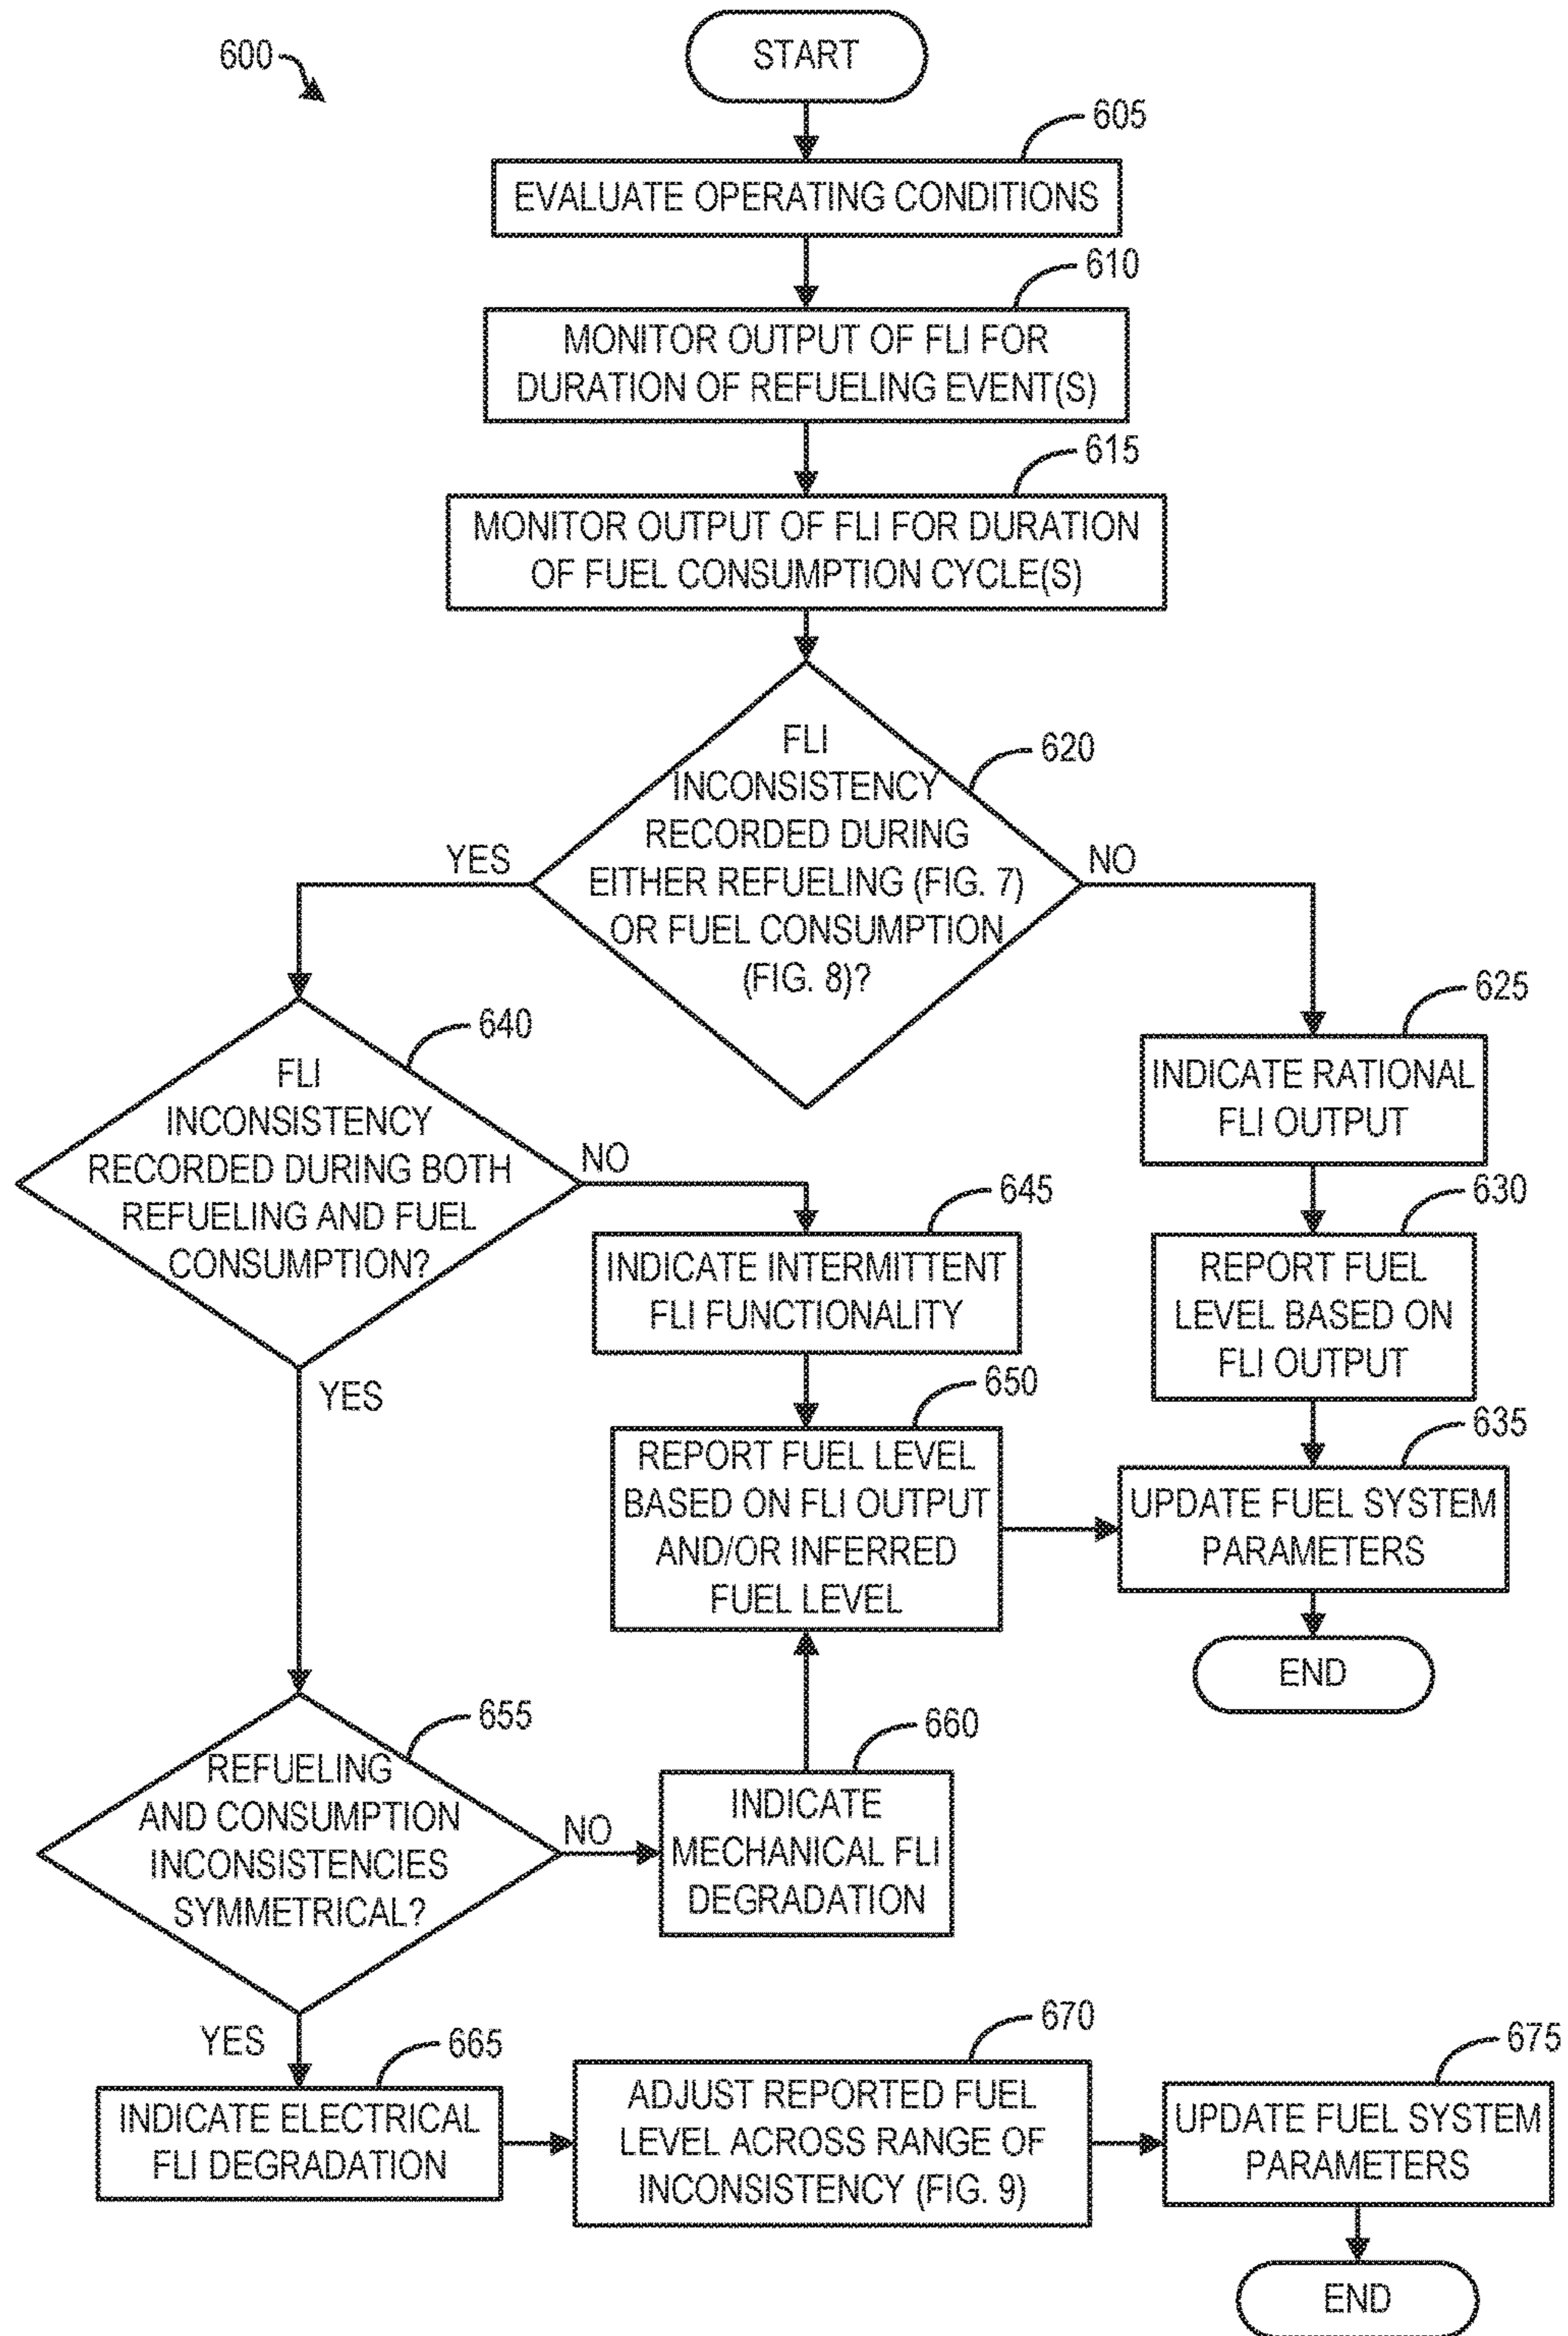 600
START
605
EVALUATE OPERATING CONDITIONS
610
MONITOR OUTPUT OF FLI FOR
DURATION OF REFUELING EVENT(S)
615
MONITOR OUTPUT OF FLI FOR DURATION
OF FUEL CONSUMPTION CYCLE(S)
620
FLI
INCONSISTENCY
RECORDED DURING
EITHER REFUELING (FIG. 7)
OR FUEL CONSUMPTION
(FIG. 8)?
YES
NO
625
INDICATE RATIONAL
FLI OUTPUT
630
REPORT FUEL
LEVEL BASED ON
FLI OUTPUT
635
UPDATE FUEL SYSTEM
PARAMETERS
END
640
FLI
INCONSISTENCY
RECORDED DURING BOTH
REFUELING AND FUEL
CONSUMPTION?
NO
YES
645
INDICATE INTERMITTENT
FLI FUNCTIONALITY
650
REPORT FUEL LEVEL
BASED ON FLI OUTPUT
AND/OR INFERRED
FUEL LEVEL
655
REFUELING
AND CONSUMPTION
INCONSISTENCIES
SYMMETRICAL?
NO
YES
660
INDICATE
MECHANICAL FLI
DEGRADATION
665
INDICATE ELECTRICAL
FLI DEGRADATION
670
ADJUST REPORTED FUEL
LEVEL ACROSS RANGE OF
INCONSISTENCY (FIG. 9)
675
UPDATE FUEL SYSTEM
PARAMETERS
END